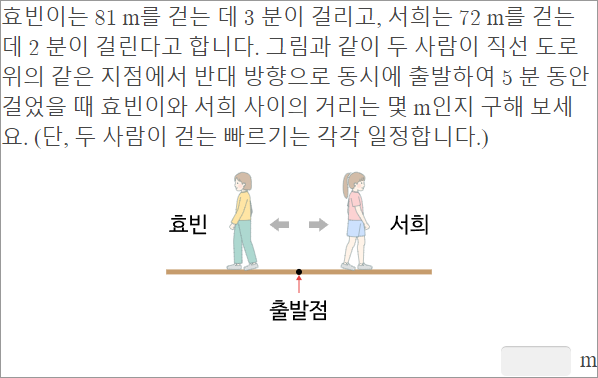 효빈이는 81 m를 걷는 데 3 분이 걸리고, 서희는 72 m를 걷는
데 2 분이 걸린다고 합니다. 그림과 같이 두 사람이 직선 도로
위의 같은 지점에서 반대 방향으로 동시에 출발하여 5 분 동안
걸었을 때 효빈이와 서희 사이의 거리는 몇 m인지 구해 보세
요. (단, 두 사람이 걷는 빠르기는 각각 일정합니다.)
효빈 서희
출발점
m